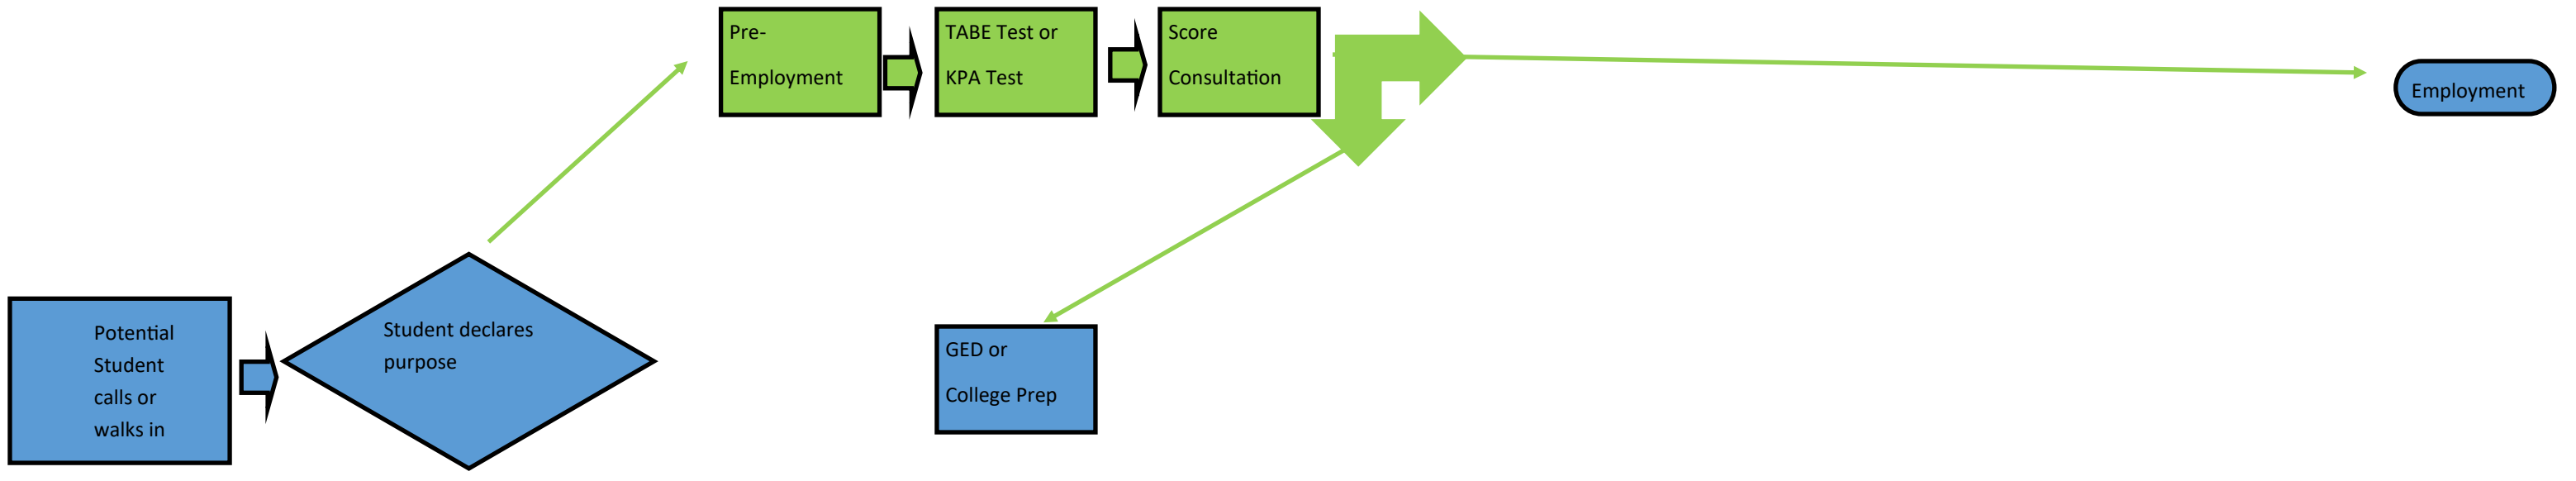 Pre-
Employment
TABE Test or
KPA Test
Score
Consultation
Employment
Potential
Student
calls or
walks in
Student declares
purpose
GED or
College Prep